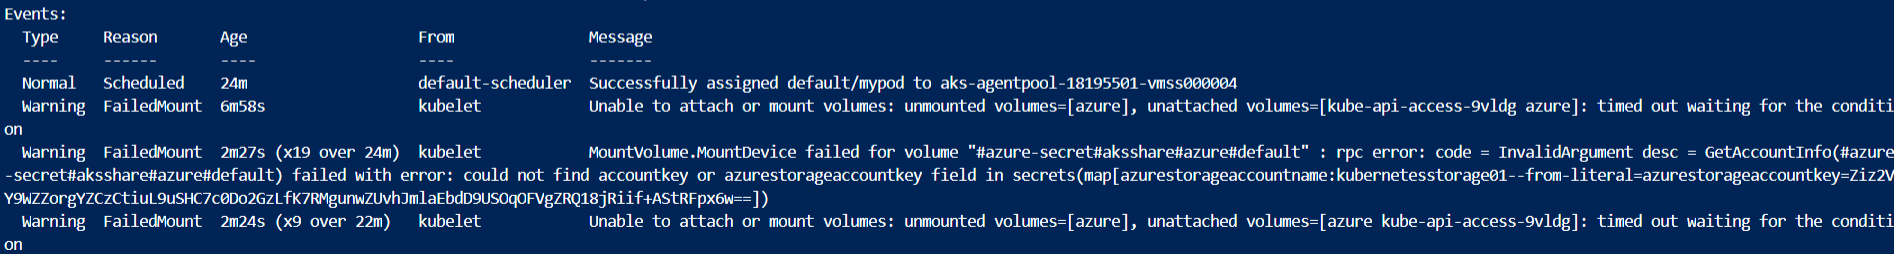 Events:
Type Reason Age From Message
---- ------ ---- ---- -------
Normal Scheduled 24m default-scheduler Successfully assigned default/mypod to aks-agentpool-18195501-vmss000004
Warning FailedMount 6m58s kubelet Unable to attach or mount volumes: unmounted volumes=[azure], unattached volumes=[kube-api-access-9vldg azure]: timed out waiting for the conditi
on
Warning FailedMount 2m27s (x19 over 24m) kubelet MountVolume.MountDevice failed for volume "#azure-secret#aksshare#azure#default" : rpc error: code = InvalidArgument desc = GetAccountInfo(#azure
-secret#aksshare#azure#default) failed with error: could not find accountkey or azurestorageaccountkey field in secrets(map[azurestorageaccountname:kubernetesstorage01--from-literal=azurestorageaccountkey=Ziz2V
Y9WZZorgYZCzCtiuL9uSHC7c0Do2GzLfK7RMgunwZUvhJmlaEbdD9USOqOFVgZRQ18jRiif+AStRFpx6w==])
Warning FailedMount 2m24s (x9 over 22m) kubelet Unable to attach or mount volumes: unmounted volumes=[azure], unattached volumes=[azure kube-api-access-9vldg]: timed out waiting for the conditi
on